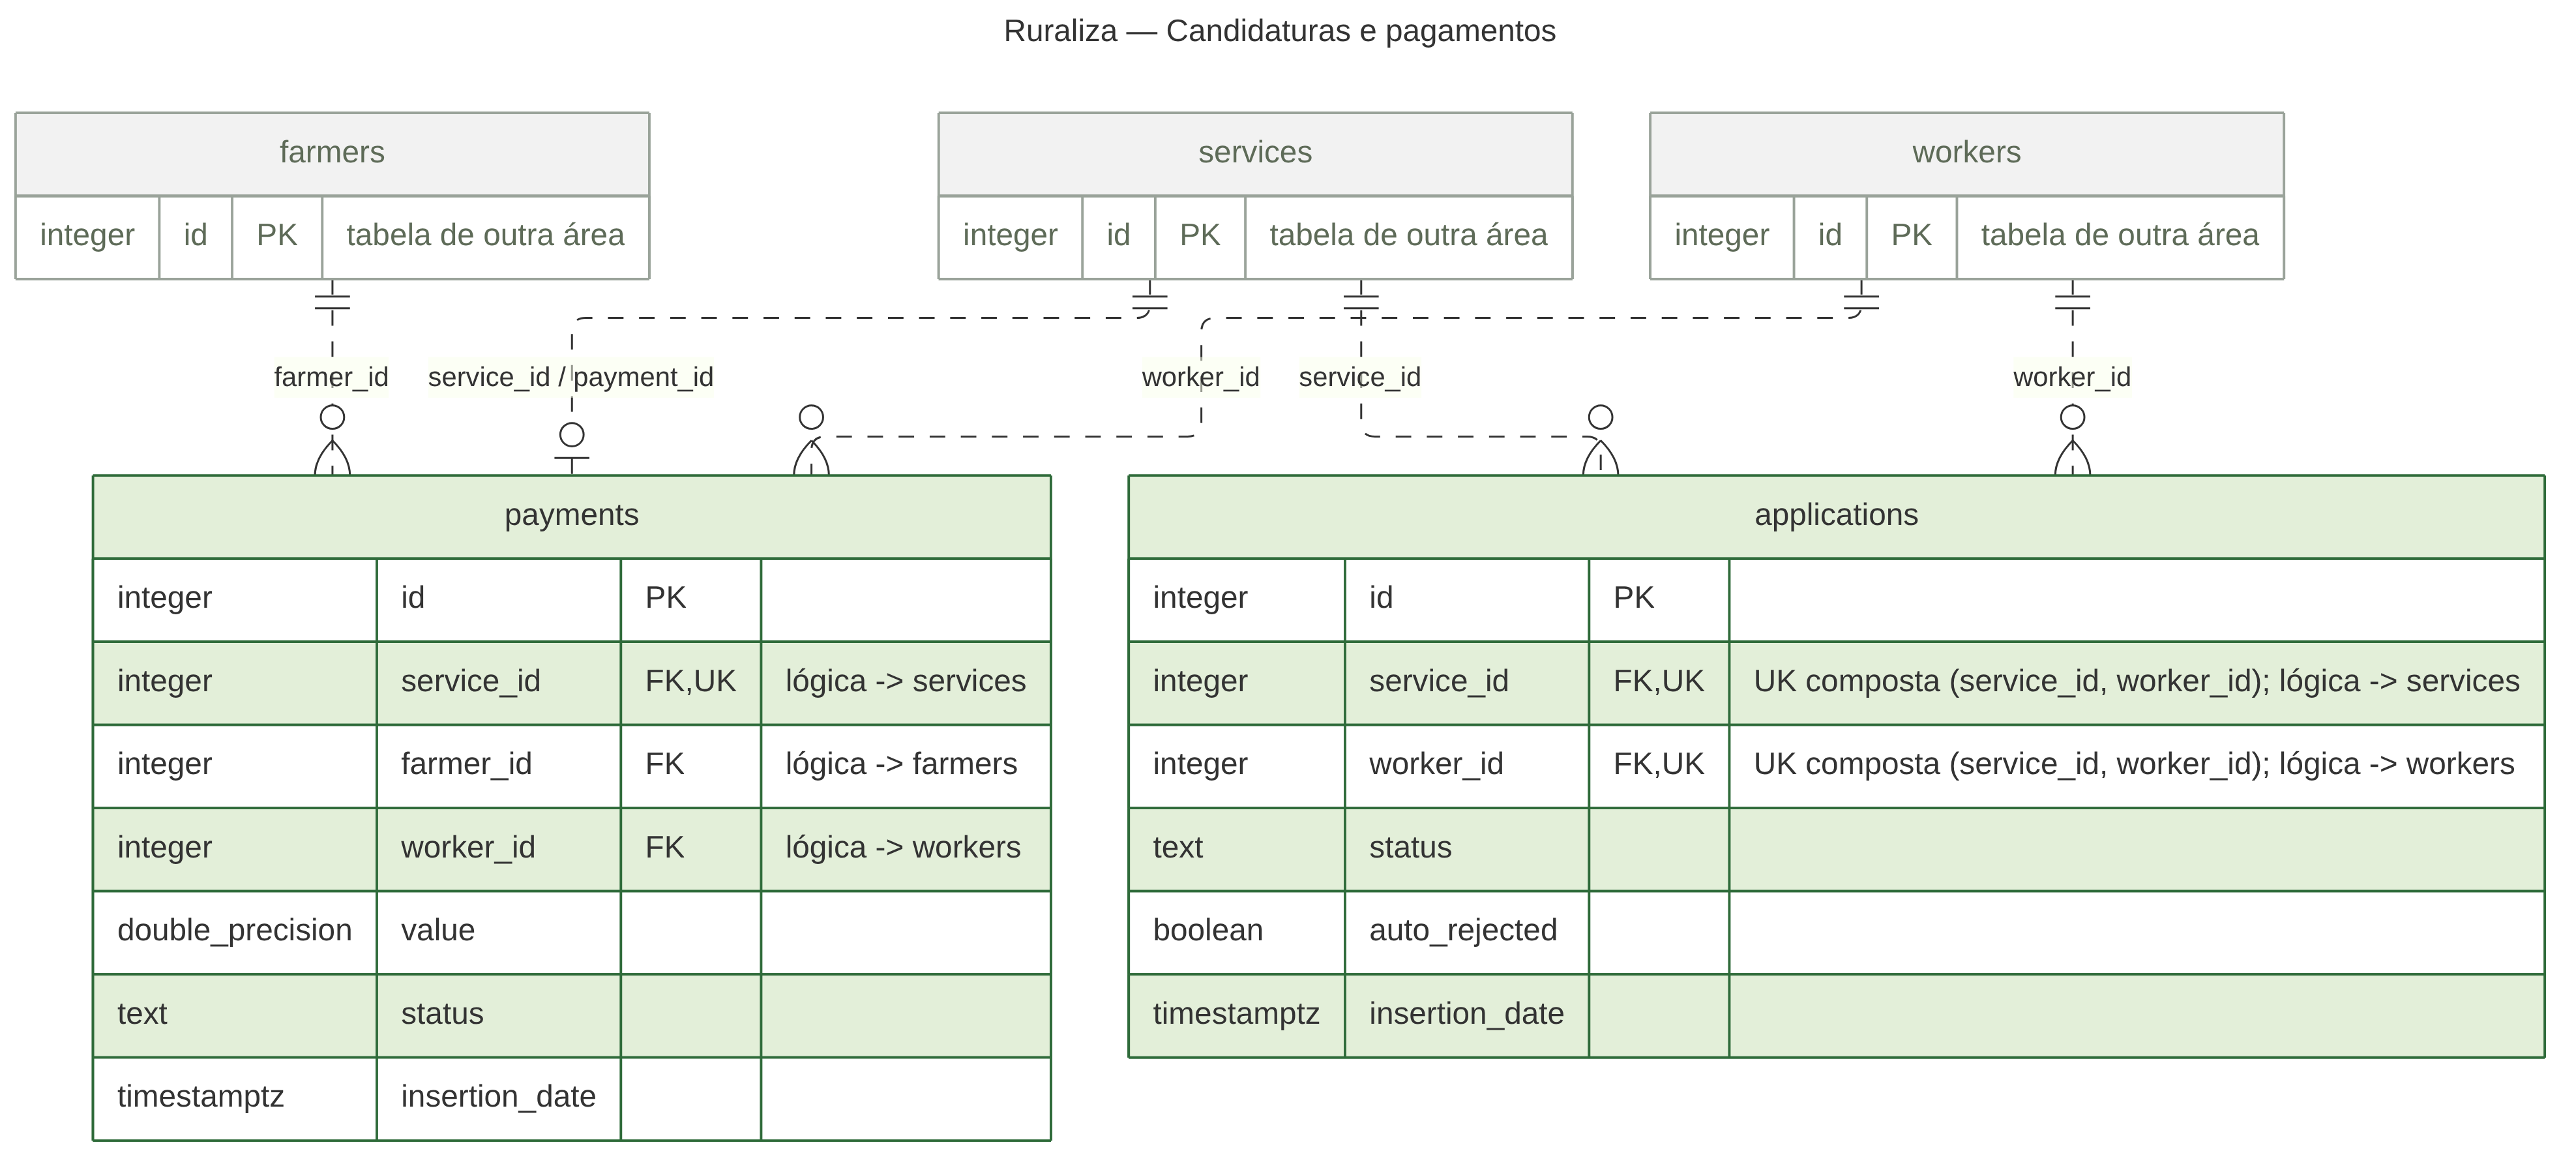 Ruraliza — Candidaturas e pagamentos
farmers
integer id PK tabela de outra área
services
integer id PK tabela de outra área
workers
integer id PK tabela de outra área
farmer_id
service_id / payment_id
worker_id
service_id
worker_id
payments
integer id PK
integer service_id FK,UK lógica -> services
integer farmer_id FK lógica -> farmers
integer worker_id FK lógica -> workers
double_precision value
text status
timestamptz insertion_date
applications
integer id PK
integer service_id FK,UK UK composta (service_id, worker_id); lógica -> services
integer worker_id FK,UK UK composta (service_id, worker_id); lógica -> workers
text status
boolean auto_rejected
timestamptz insertion_date